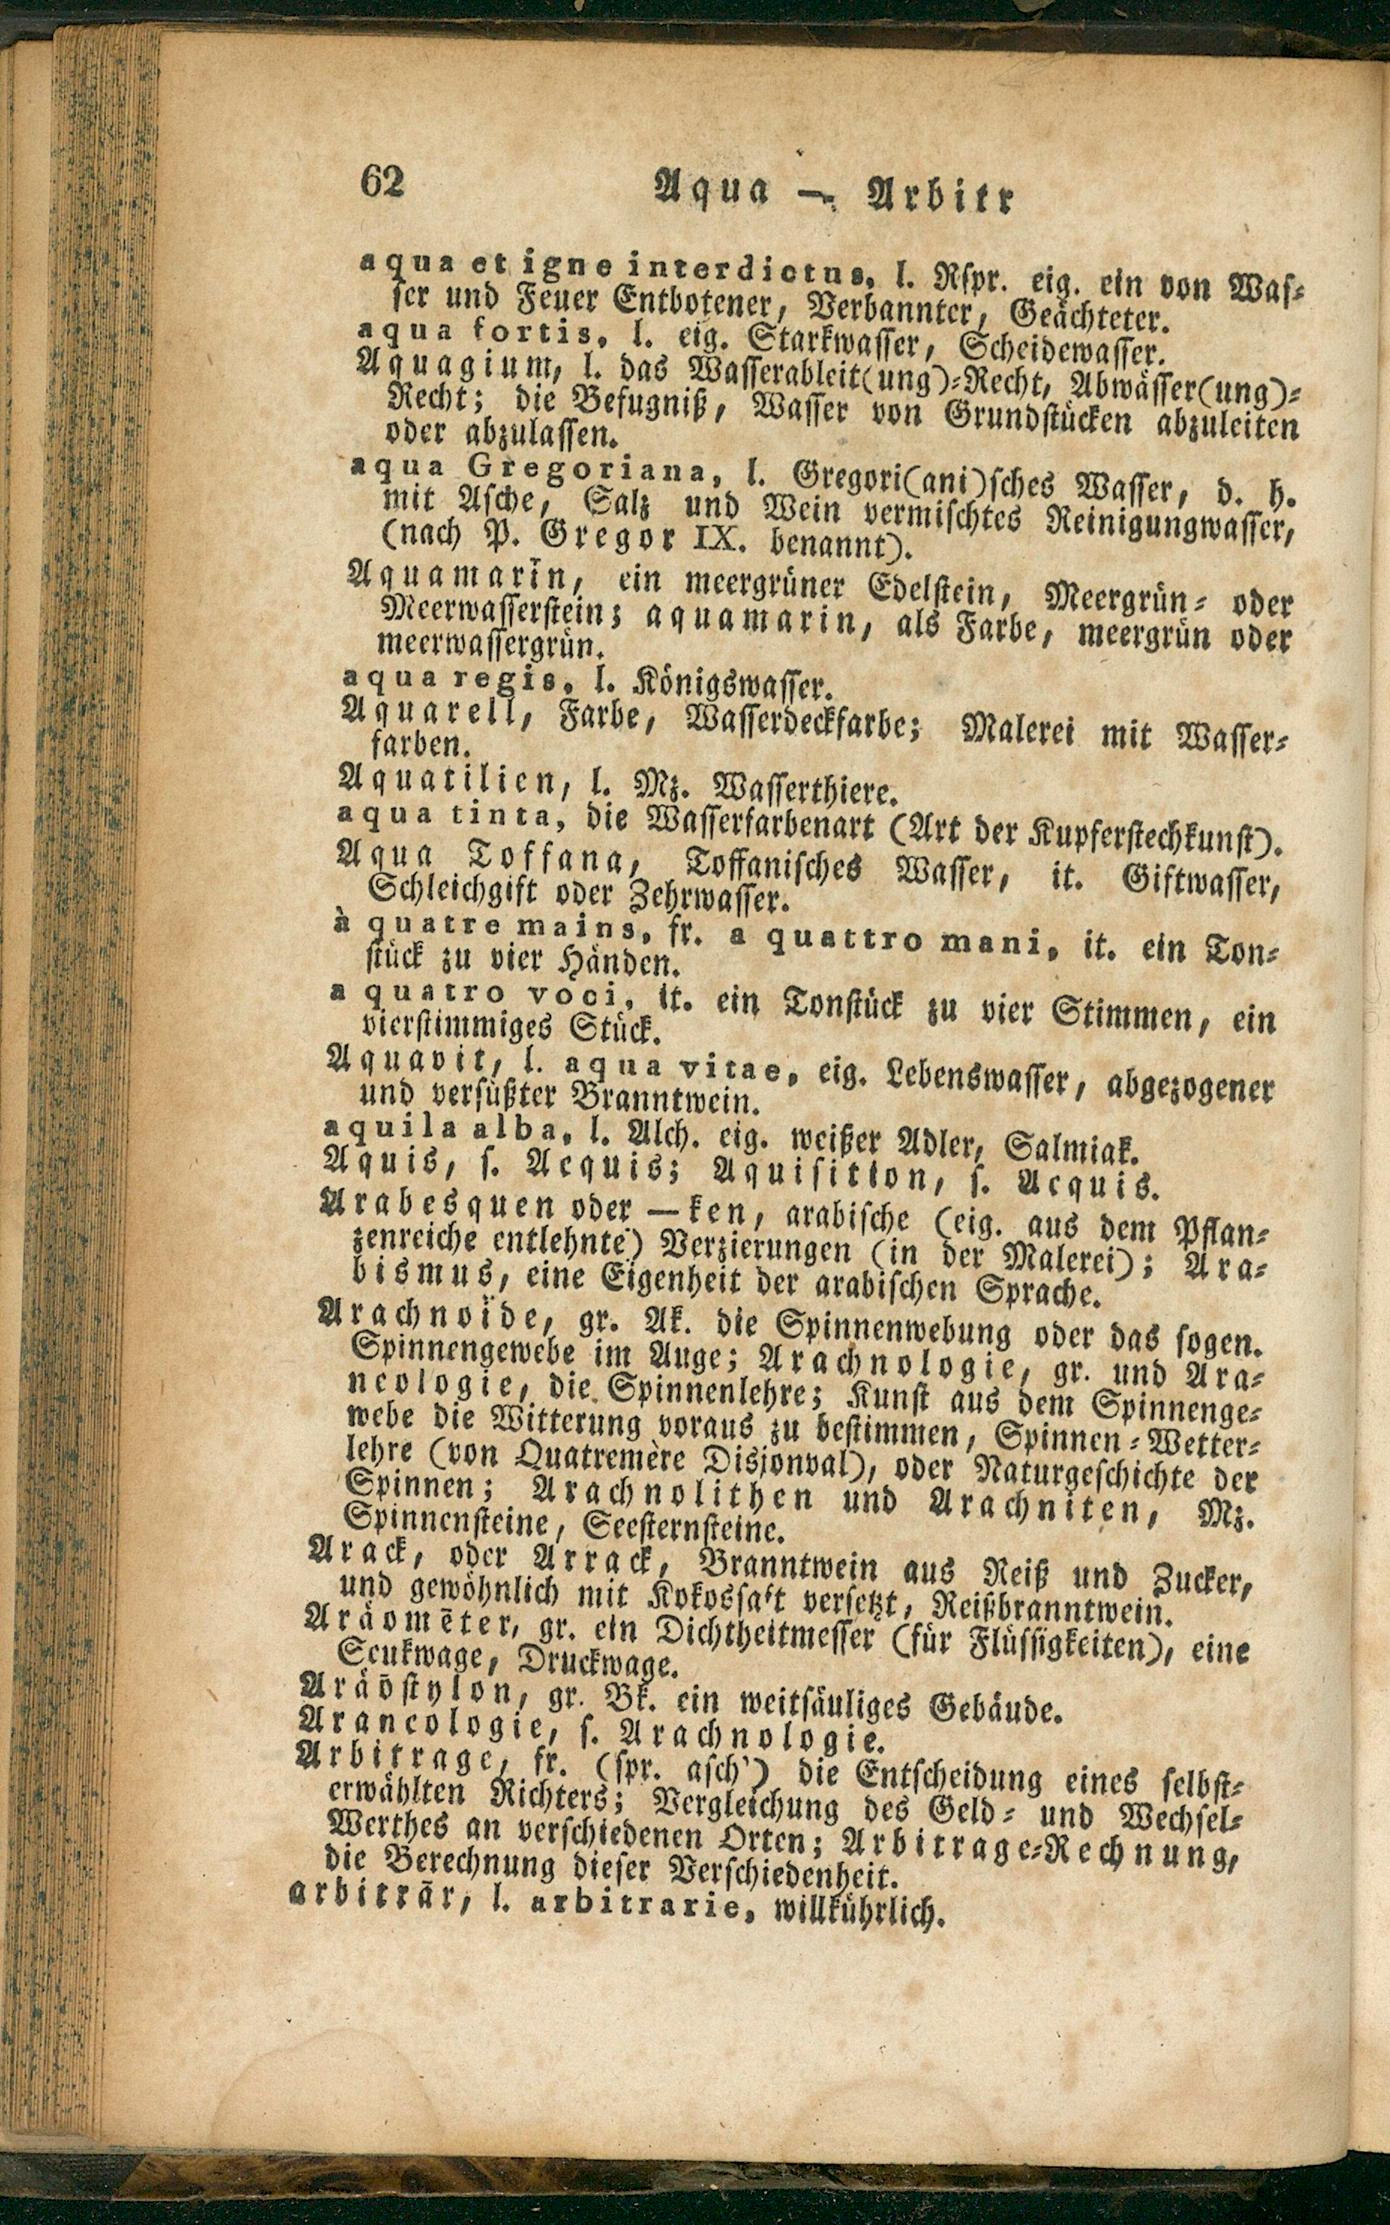 62 Aqua — Arbitr
aqua et igne interdictus, l. Rspr. eig. ein von Was-
ser und Feuer Entbotener, Verbannter, Geächteter.
aqua fortis, l. eig. Starkwasser, Scheidewasser.
Aquagium, l. das Wasserableit(ung)-Recht, Abwässer(ung)-
Recht; die Befugniß, Wasser von Grundstücken abzuleiten
oder abzulassen.
aqua Gregoriana, l. Gregori(ani)sches Wasser, d. h.
mit Asche, Salz und Wein vermischtes Reinigungwasser,
(nach P. Gregor IX. benannt).
Aquamarīn, ein meergrüner Edelstein, Meergrün- oder
Meerwasserstein; aquamarin, als Farbe, meergrün oder
meerwassergrün.
aqua regis, l. Königswasser.
Aquarell, Farbe, Wasserdeckfarbe; Malerei mit Wasser-
farben.
Aquatilien, l. Mz. Wasserthiere.
aqua tinta, die Wasserfarbenart (Art der Kupferstechkunst).
Aqua Toffana, Toffanisches Wasser, it. Giftwasser,
Schleichgift oder Zehrwasser.
à quatre mains, fr. a quattro mani, it. ein Ton-
stück zu vier Händen.
a quatro voci, it. ein Tonstück zu vier Stimmen, ein
vierstimmiges Stück.
Aquavit, l. aqua vitae, eig. Lebenswasser, abgezogener
und versüßter Branntwein.
aquila alba, l. Alch. eig. weißer Adler, Salmiak.
Aquis, s. Acquis; Aquisition, s. Acquis.
Arabesquen oder —ken, arabische (eig. aus dem Pflan-
zenreiche entlehnte) Verzierungen (in der Malerei); Ara-
bismus, eine Eigenheit der arabischen Sprache.
Arachnoïde, gr. Ak. die Spinnenwebung oder das sogen.
Spinnengewebe im Auge; Arachnologie, gr. und Ara-
neologie, die Spinnenlehre; Kunst aus dem Spinnenge-
webe die Witterung voraus zu bestimmen, Spinnen-Wetter-
lehre (von Quatremère Disjonval), oder Naturgeschichte der
Spinnen; Arachnolithen und Arachniten, Mz.
Spinnensteine, Seesternsteine.
Arack, oder Arrack, Branntwein aus Reiß und Zucker,
und gewöhnlich mit Kokossaft versetzt, Reißbranntwein.
Aräomēter, gr. ein Dichtheitmesser (für Flüssigkeiten), eine
Senkwage, Druckwage.
Aräōstylon, gr. Bk. ein weitsäuliges Gebäude.
Araneologie, s. Arachnologie.
Arbitrage, fr. (spr. asch') die Entscheidung eines selbst-
erwählten Richters; Vergleichung des Geld- und Wechsel-
Werthes an verschiedenen Orten; Arbitrage-Rechnung,
die Berechnung dieser Verschiedenheit.
arbiträr, l. arbitrarie, willkührlich.